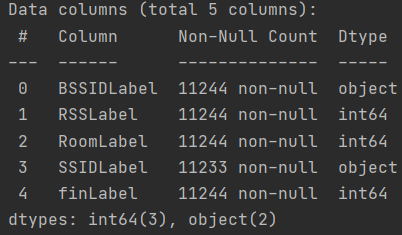 Data columns (total 5 columns):
 #   Column      Non-Null Count  Dtype
---  ------      --------------  -----
 0   BSSIDLabel  11244 non-null  object
 1   RSSLabel    11244 non-null  int64
 2   RoomLabel   11244 non-null  int64
 3   SSIDLabel   11233 non-null  object
 4   finLabel    11244 non-null  int64
dtypes: int64(3), object(2)